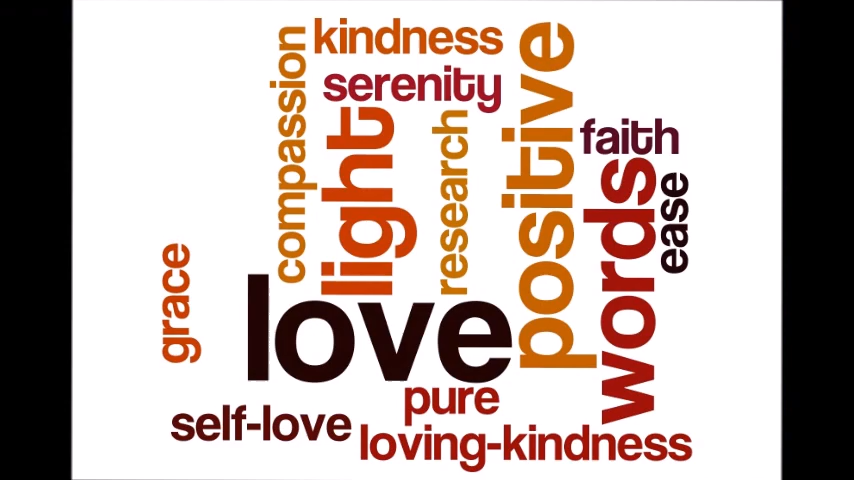 kindness
compassion
serenity
positive
light
research
faith
words
ease
grace
love
pure
self-love
loving-kindness